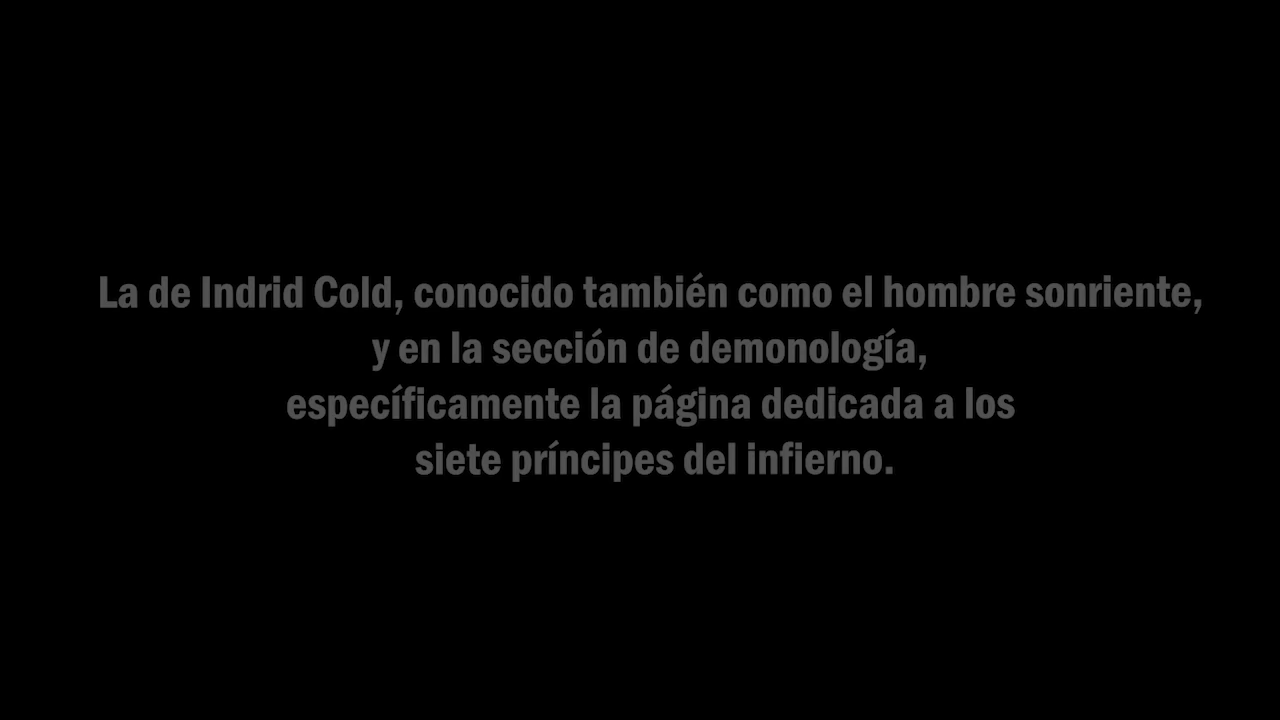 La de Indrid Cold, conocido también como el hombre sonriente,
y en la sección de demonología,
específicamente la página dedicada a los
siete príncipes del infierno.